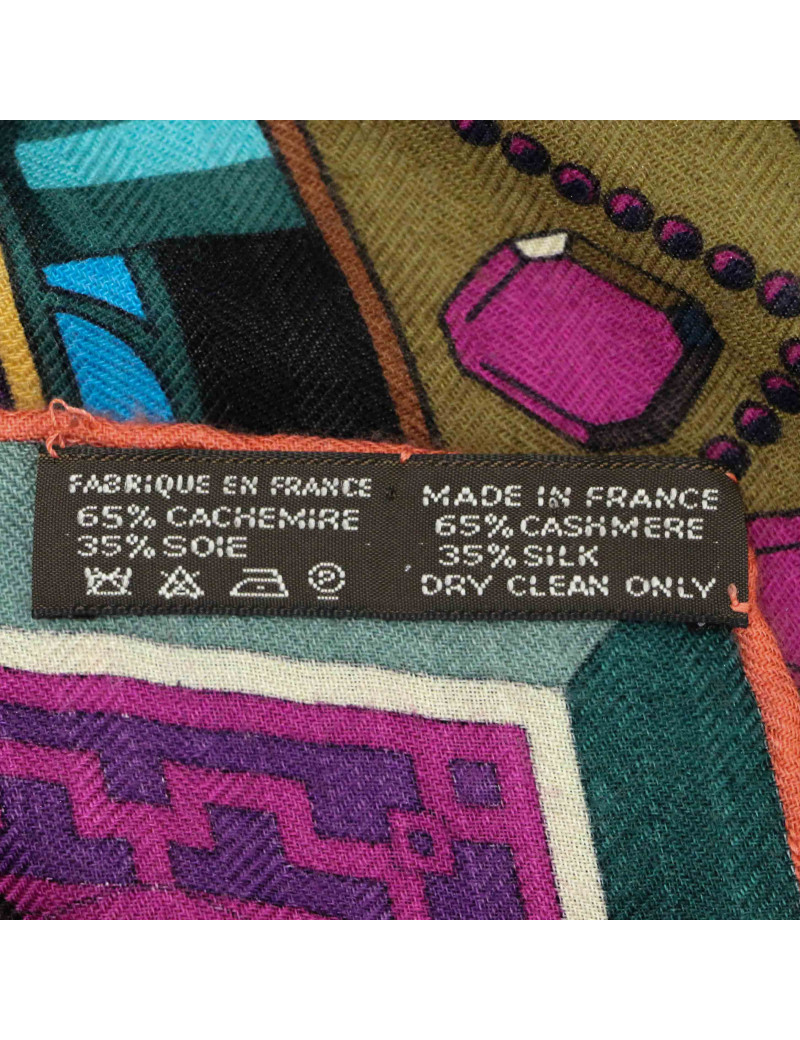 FABRIQUE EN FRANCE
65% CACHEMIRE
35% SOIE
P
MADE IN FRANCE
65% CASHMERE
35% SILK
DRY CLEAN ONLY